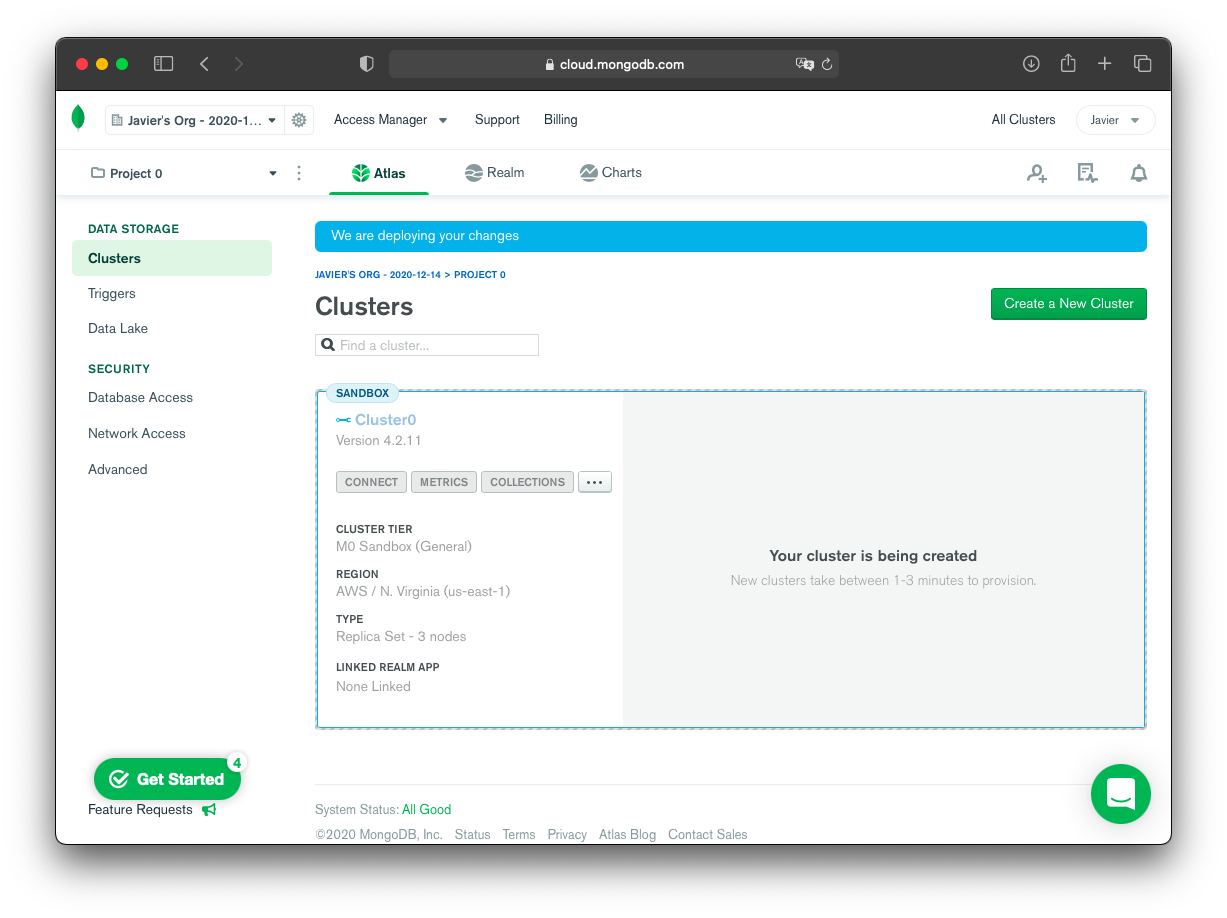 cloud.mongodb.com
Javier's Org - 2020-1... Access Manager Support Billing All Clusters Javier
Project 0 Atlas Realm Charts
DATA STORAGE
Clusters
Triggers
Data Lake
SECURITY
Database Access
Network Access
Advanced
Get Started 4
Feature Requests
We are deploying your changes
JAVIER'S ORG - 2020-12-14 > PROJECT 0
Clusters
Create a New Cluster
Find a cluster...
SANDBOX
Cluster0
Version 4.2.11
CONNECT METRICS COLLECTIONS ...
CLUSTER TIER
M0 Sandbox (General)
REGION
AWS / N. Virginia (us-east-1)
TYPE
Replica Set - 3 nodes
LINKED REALM APP
None Linked
Your cluster is being created
New clusters take between 1-3 minutes to provision.
System Status: All Good
©2020 MongoDB, Inc. Status Terms Privacy Atlas Blog Contact Sales